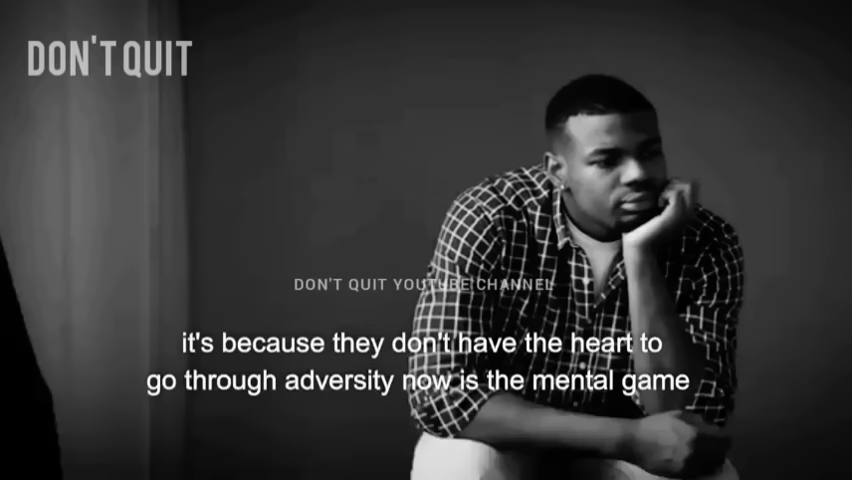 DON'T QUIT
DON'T QUIT YOUTUBE CHANNEL
it's because they don't have the heart to
go through adversity now is the mental game